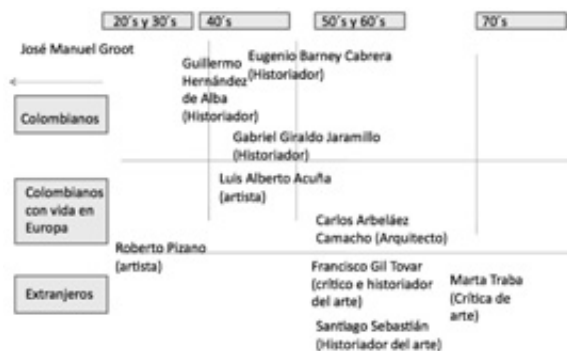 20´s y 30´s
40´s
50´s y 60´s
70´s
José Manuel Groot
Guillermo
Hernández
de Alba
(Historiador)
Eugenio Barney Cabrera
(Historiador)
Colombianos
Gabriel Giraldo Jaramillo
(Historiador)
Luis Alberto Acuña
(artista)
Colombianos
con vida en
Europa
Carlos Arbeláez
Camacho (Arquitecto)
Roberto Pizano
(artista)
Extranjeros
Francisco Gil Tovar
(crítico e historiador
del arte)
Marta Traba
(Crítica de
arte)
Santiago Sebastián
(Historiador del arte)